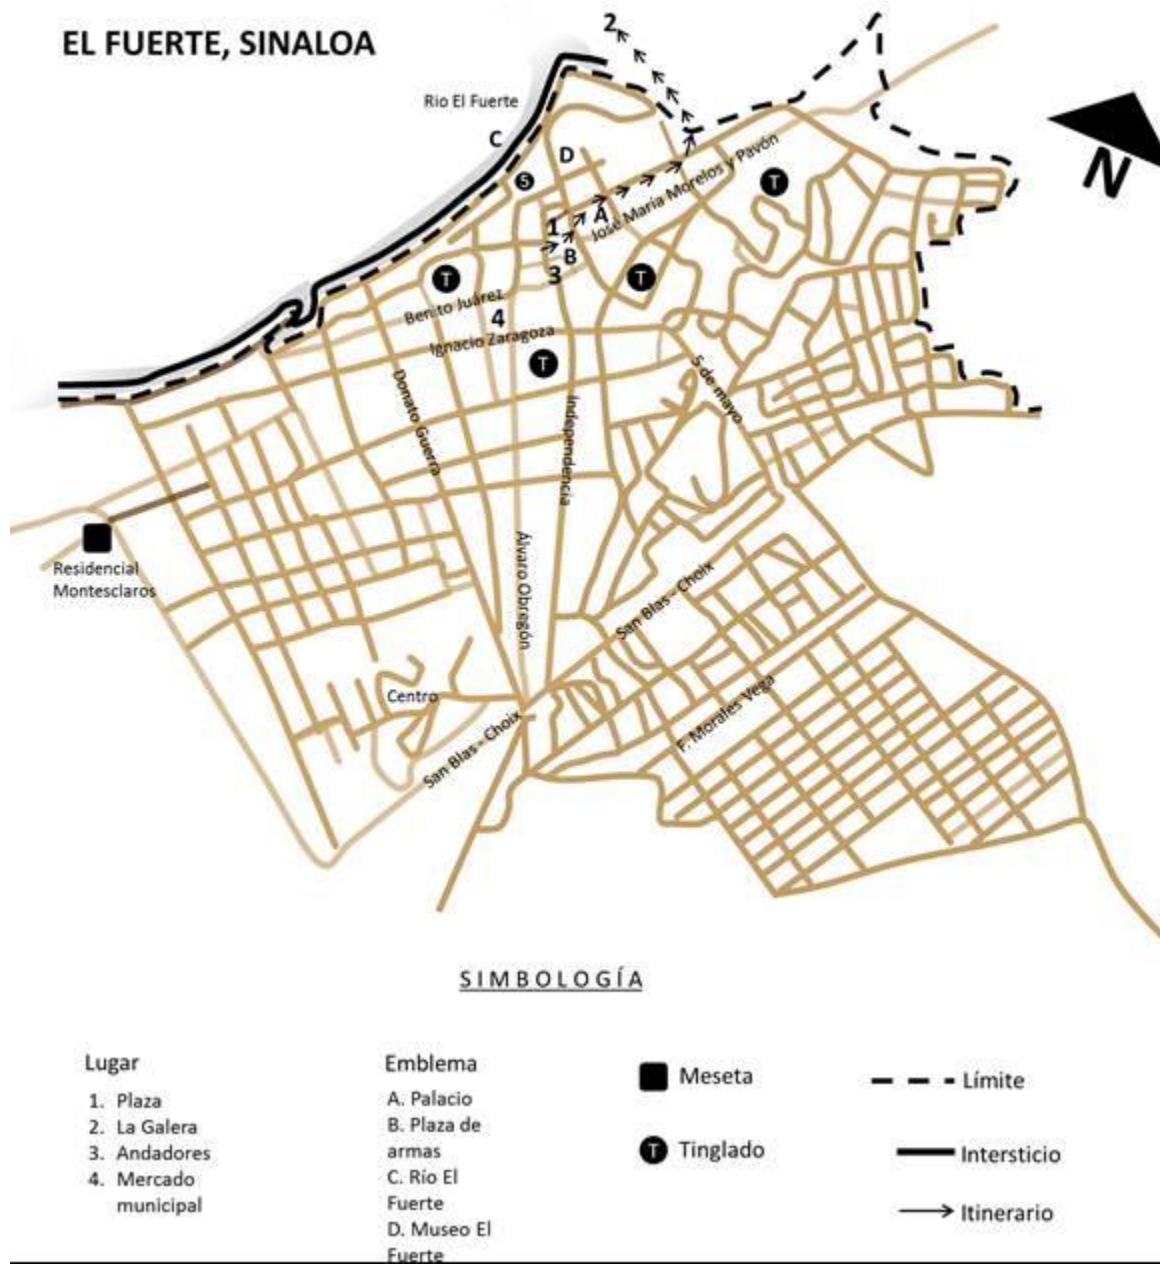 EL FUERTE, SINALOA
2
Rio El Fuerte
C
D
5
T
N
José María Morelos y Pavón
1
A
B
3
T
T
Benito Juárez
4
Ignacio Zaragoza
T
5 de mayo
Donato Guerra
Independencia
Álvaro Obregón
Residencial
Montesclaros
San Blas - Choix
Centro
F. Morales Vega
San Blas - Choix
SIMBOLOGÍA
Lugar
1. Plaza
2. La Galera
3. Andadores
4. Mercado
municipal
Emblema
A. Palacio
B. Plaza de
armas
C. Río El
Fuerte
D. Museo El
Fuerte
Meseta
T Tinglado
Límite
Intersticio
Itinerario